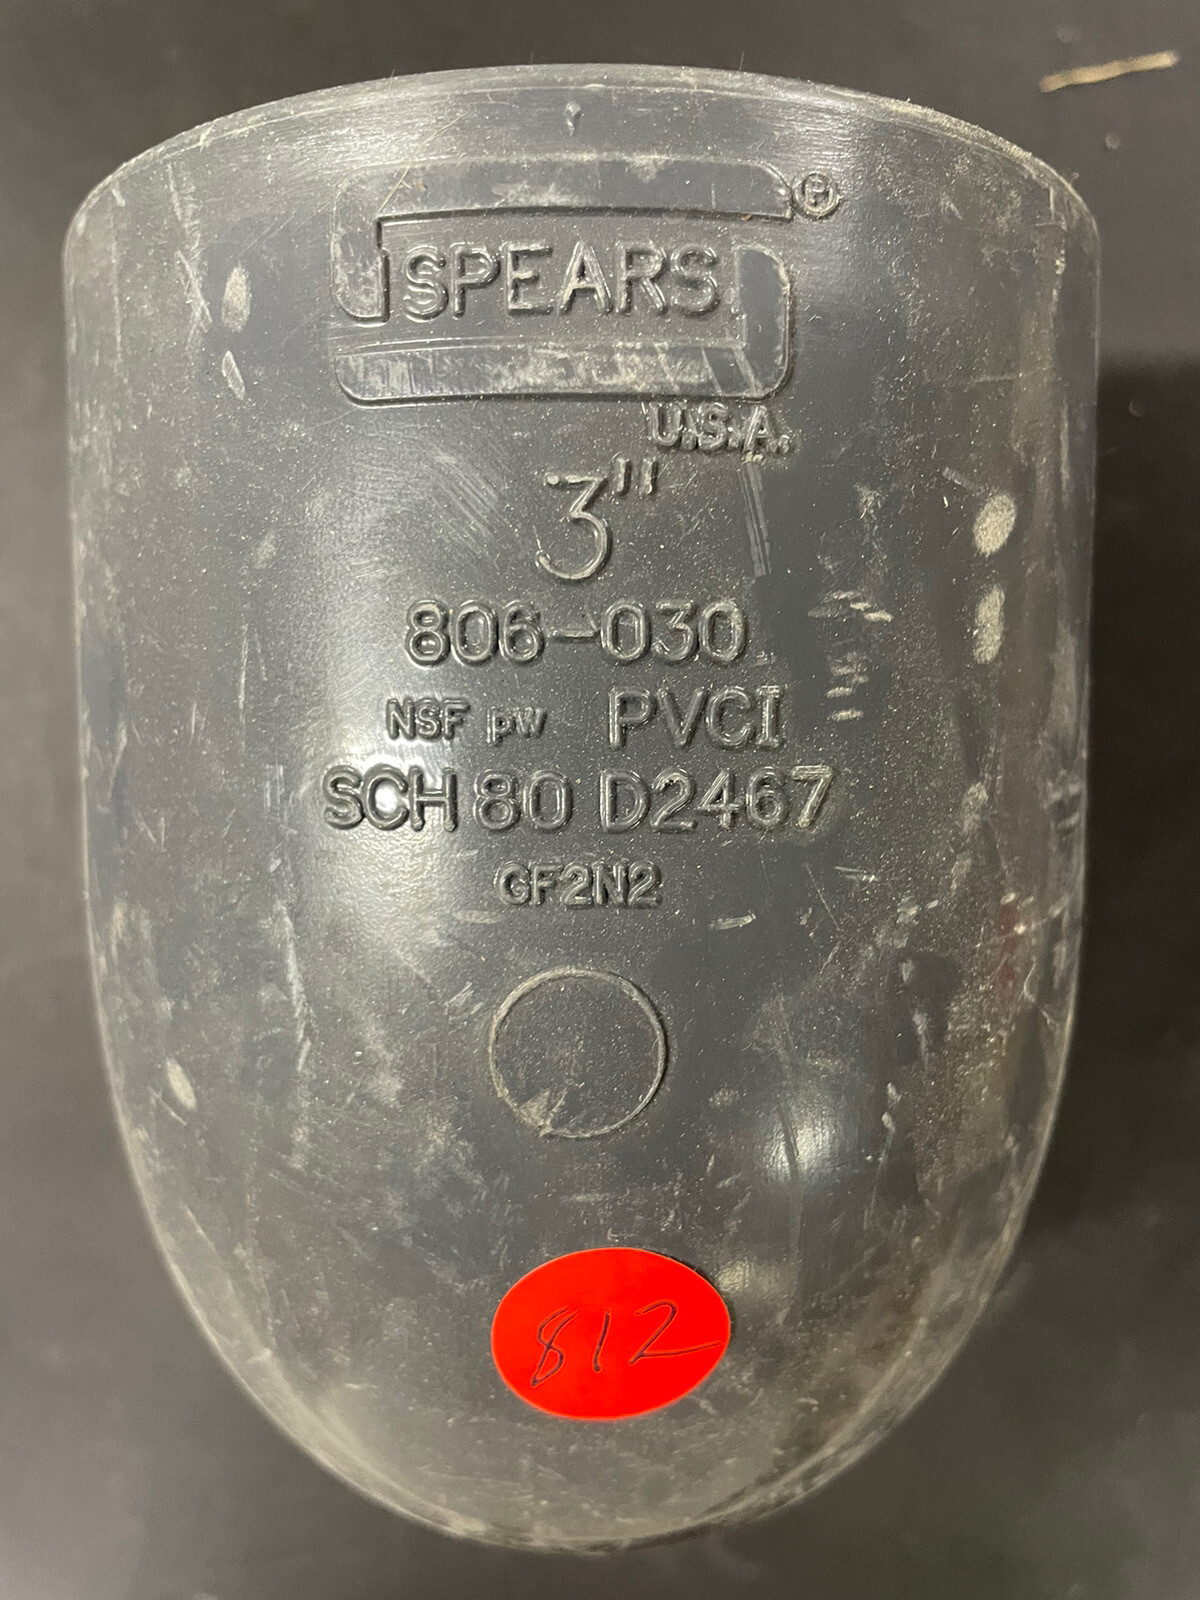 SPEARS®
U.S.A.
3"
806-030
NSF pw PVCI
SCH 80 D2467
GF2N2
812